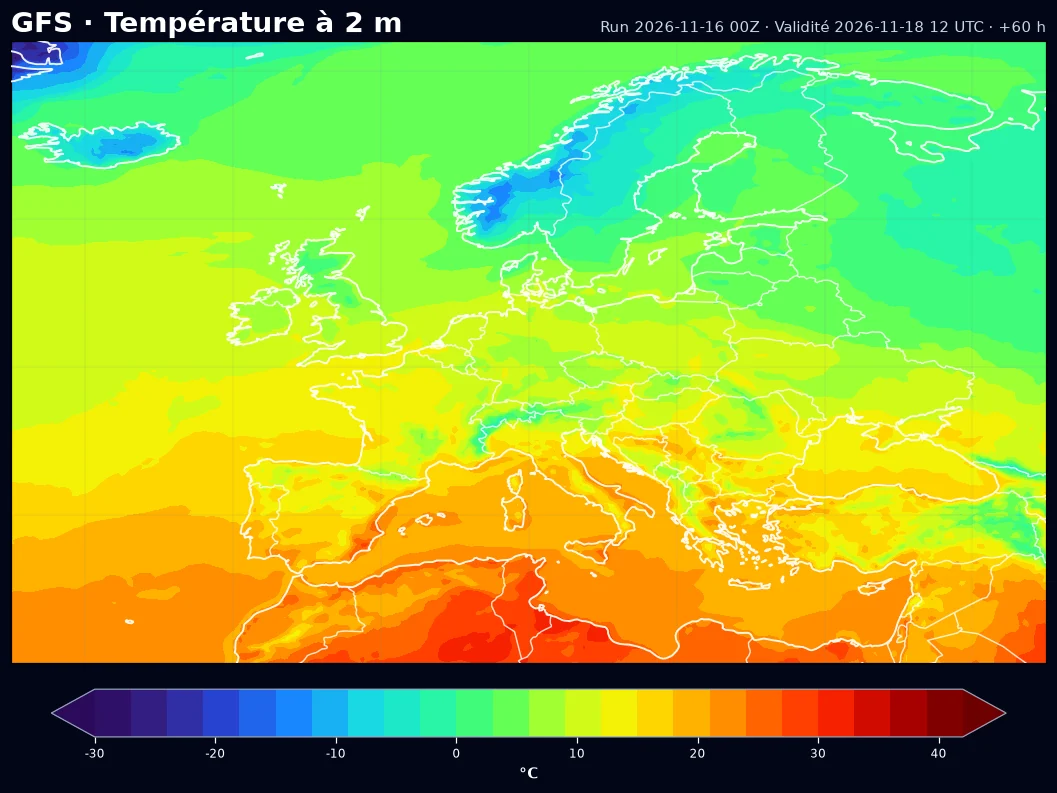 GFS · Température à 2 m
Run 2026-11-16 00Z · Validité 2026-11-18 12 UTC · +60 h
-30 -20 -10 0 10 20 30 40
°C